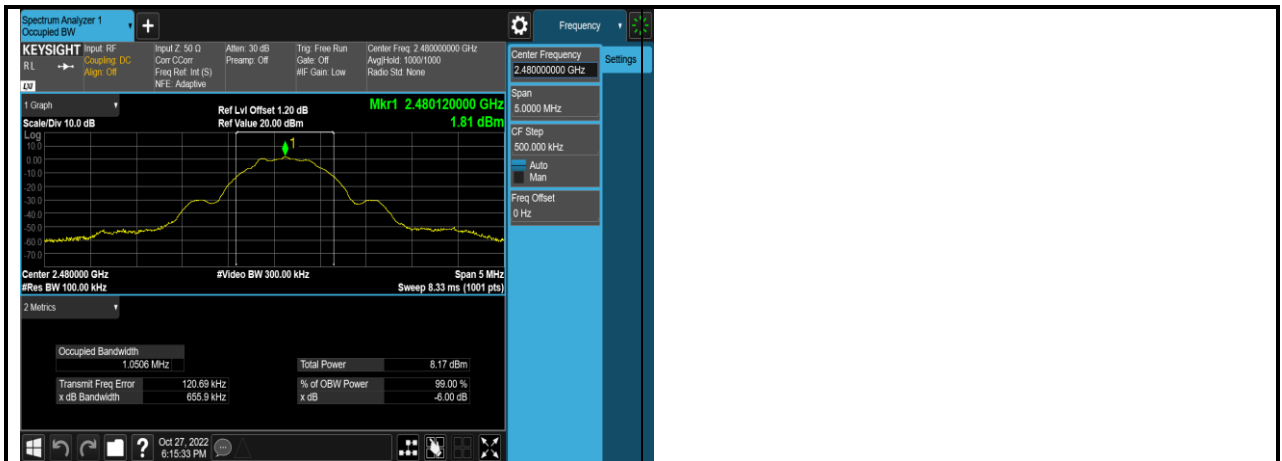 Spectrum Analyzer 1
Occupied BW
Frequency
KEYSIGHT
R L
LXI
Input: RF
Coupling: DC
Align: Off
Input Z: 50 Ω
Corr CCorr
Freq Ref: Int (S)
NFE: Adaptive
Atten: 30 dB
Preamp: Off
Trig: Free Run
Gate: Off
#IF Gain: Low
Center Freq: 2.480000000 GHz
Avg|Hold: 1000/1000
Radio Std: None
Center Frequency
2.480000000 GHz
Settings
Span
5.0000 MHz
CF Step
500.000 kHz
Auto
Man
Freq Offset
0 Hz
1 Graph
Scale/Div 10.0 dB
Ref Lvl Offset 1.20 dB
Ref Value 20.00 dBm
Mkr1 2.480120000 GHz
1.81 dBm
Log
10.0
0.00
-10.0
-20.0
-30.0
-40.0
-50.0
-60.0
-70.0
1
Center 2.480000 GHz
#Res BW 100.00 kHz
#Video BW 300.00 kHz
Span 5 MHz
Sweep 8.33 ms (1001 pts)
2 Metrics
Occupied Bandwidth
1.0506 MHz
Total Power 8.17 dBm
Transmit Freq Error 120.69 kHz
% of OBW Power 99.00 %
x dB Bandwidth 655.9 kHz
x dB -6.00 dB
Oct 27, 2022
6:15:33 PM